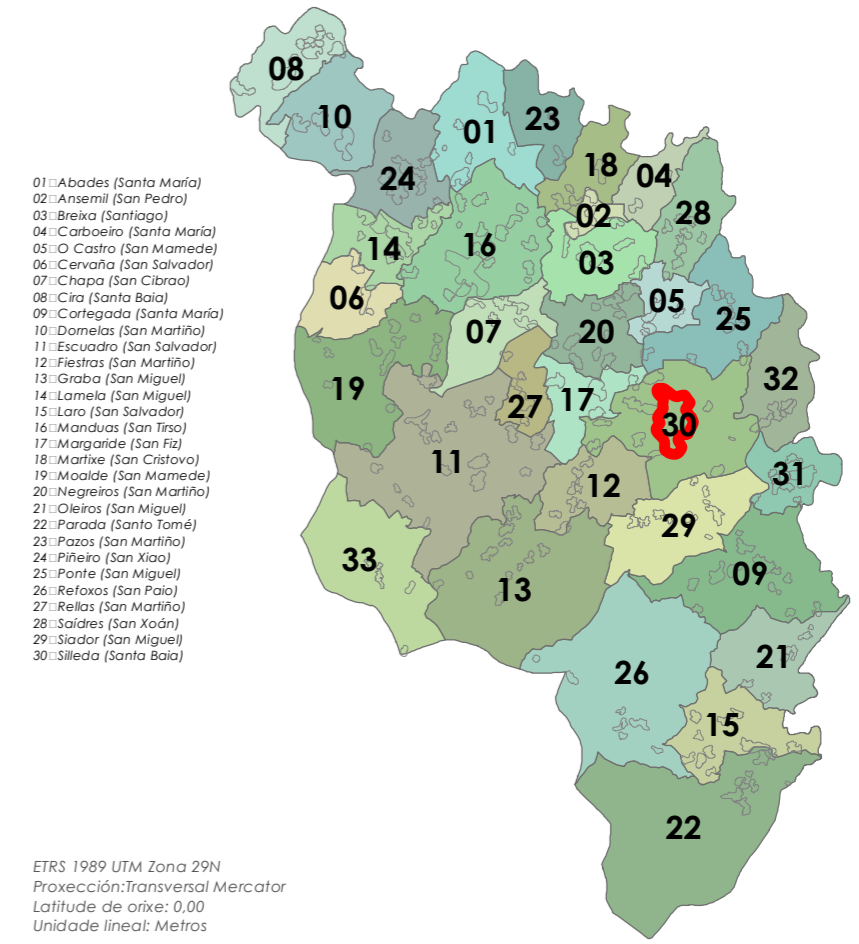 08
10
01
23
24
18
04
02
28
14
16
03
06
05
07
20
25
19
27
17
32
30
11
12
31
29
33
13
09
26
21
15
22
01□Abades (Santa María)
02□Ansemil (San Pedro)
03□Breixa (Santiago)
04□Carboeiro (Santa María)
05□O Castro (San Mamede)
06□Cervaña (San Salvador)
07□Chapa (San Cibrao)
08□Cira (Santa Baia)
09□Cortegada (Santa María)
10□Dornelas (San Martiño)
11□Escuadro (San Salvador)
12□Fiestras (San Martiño)
13□Graba (San Miguel)
14□Lamela (San Miguel)
15□Laro (San Salvador)
16□Manduas (San Tirso)
17□Margaride (San Fiz)
18□Martixe (San Cristovo)
19□Moalde (San Mamede)
20□Negreiros (San Martiño)
21□Oleiros (San Miguel)
22□Parada (Santo Tomé)
23□Pazos (San Martiño)
24□Piñeiro (San Xiao)
25□Ponte (San Miguel)
26□Refoxos (San Paio)
27□Rellas (San Martiño)
28□Saídres (San Xoán)
29□Siador (San Miguel)
30□Silleda (Santa Baia)
ETRS 1989 UTM Zona 29N
Proxección:Transversal Mercator
Latitude de orixe: 0,00
Unidade lineal: Metros